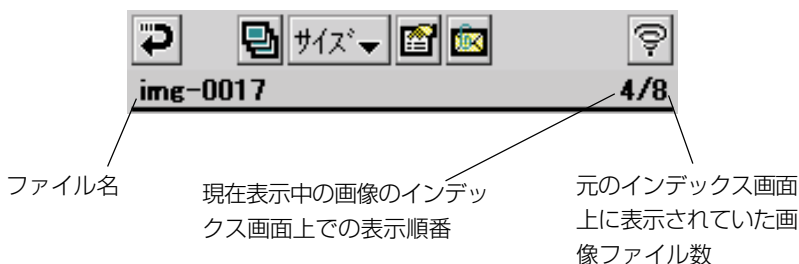 サイズ
img-0017
4/8
ファイル名
現在表示中の画像のインデッ
クス画面上での表示順番
元のインデックス画面
上に表示されていた画
像ファイル数